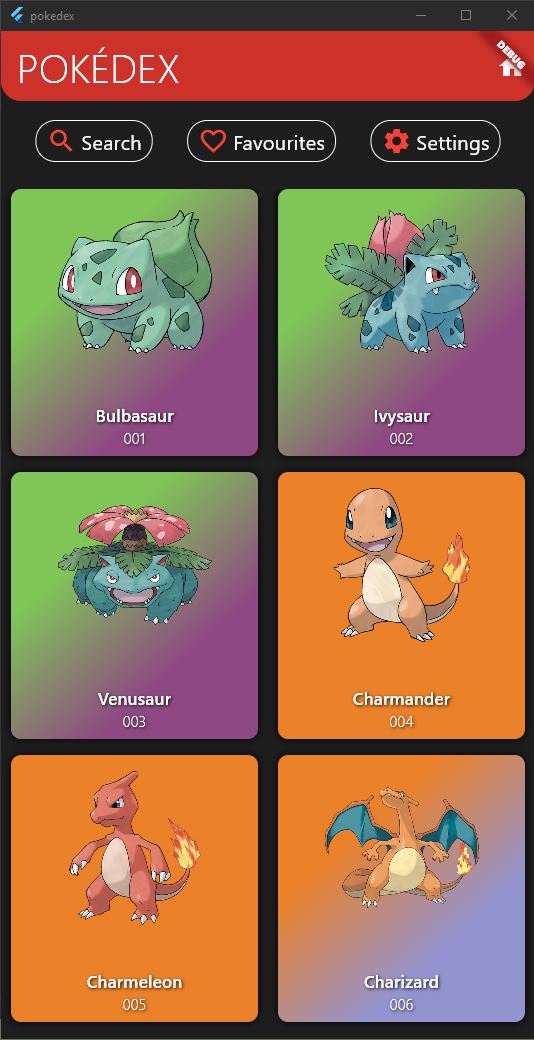 pokedex
POKÉDEX
DEBUG
Search Favourites Settings
Bulbasaur Ivysaur
001 002
Venusaur Charmander
003 004
Charmeleon Charizard
005 006